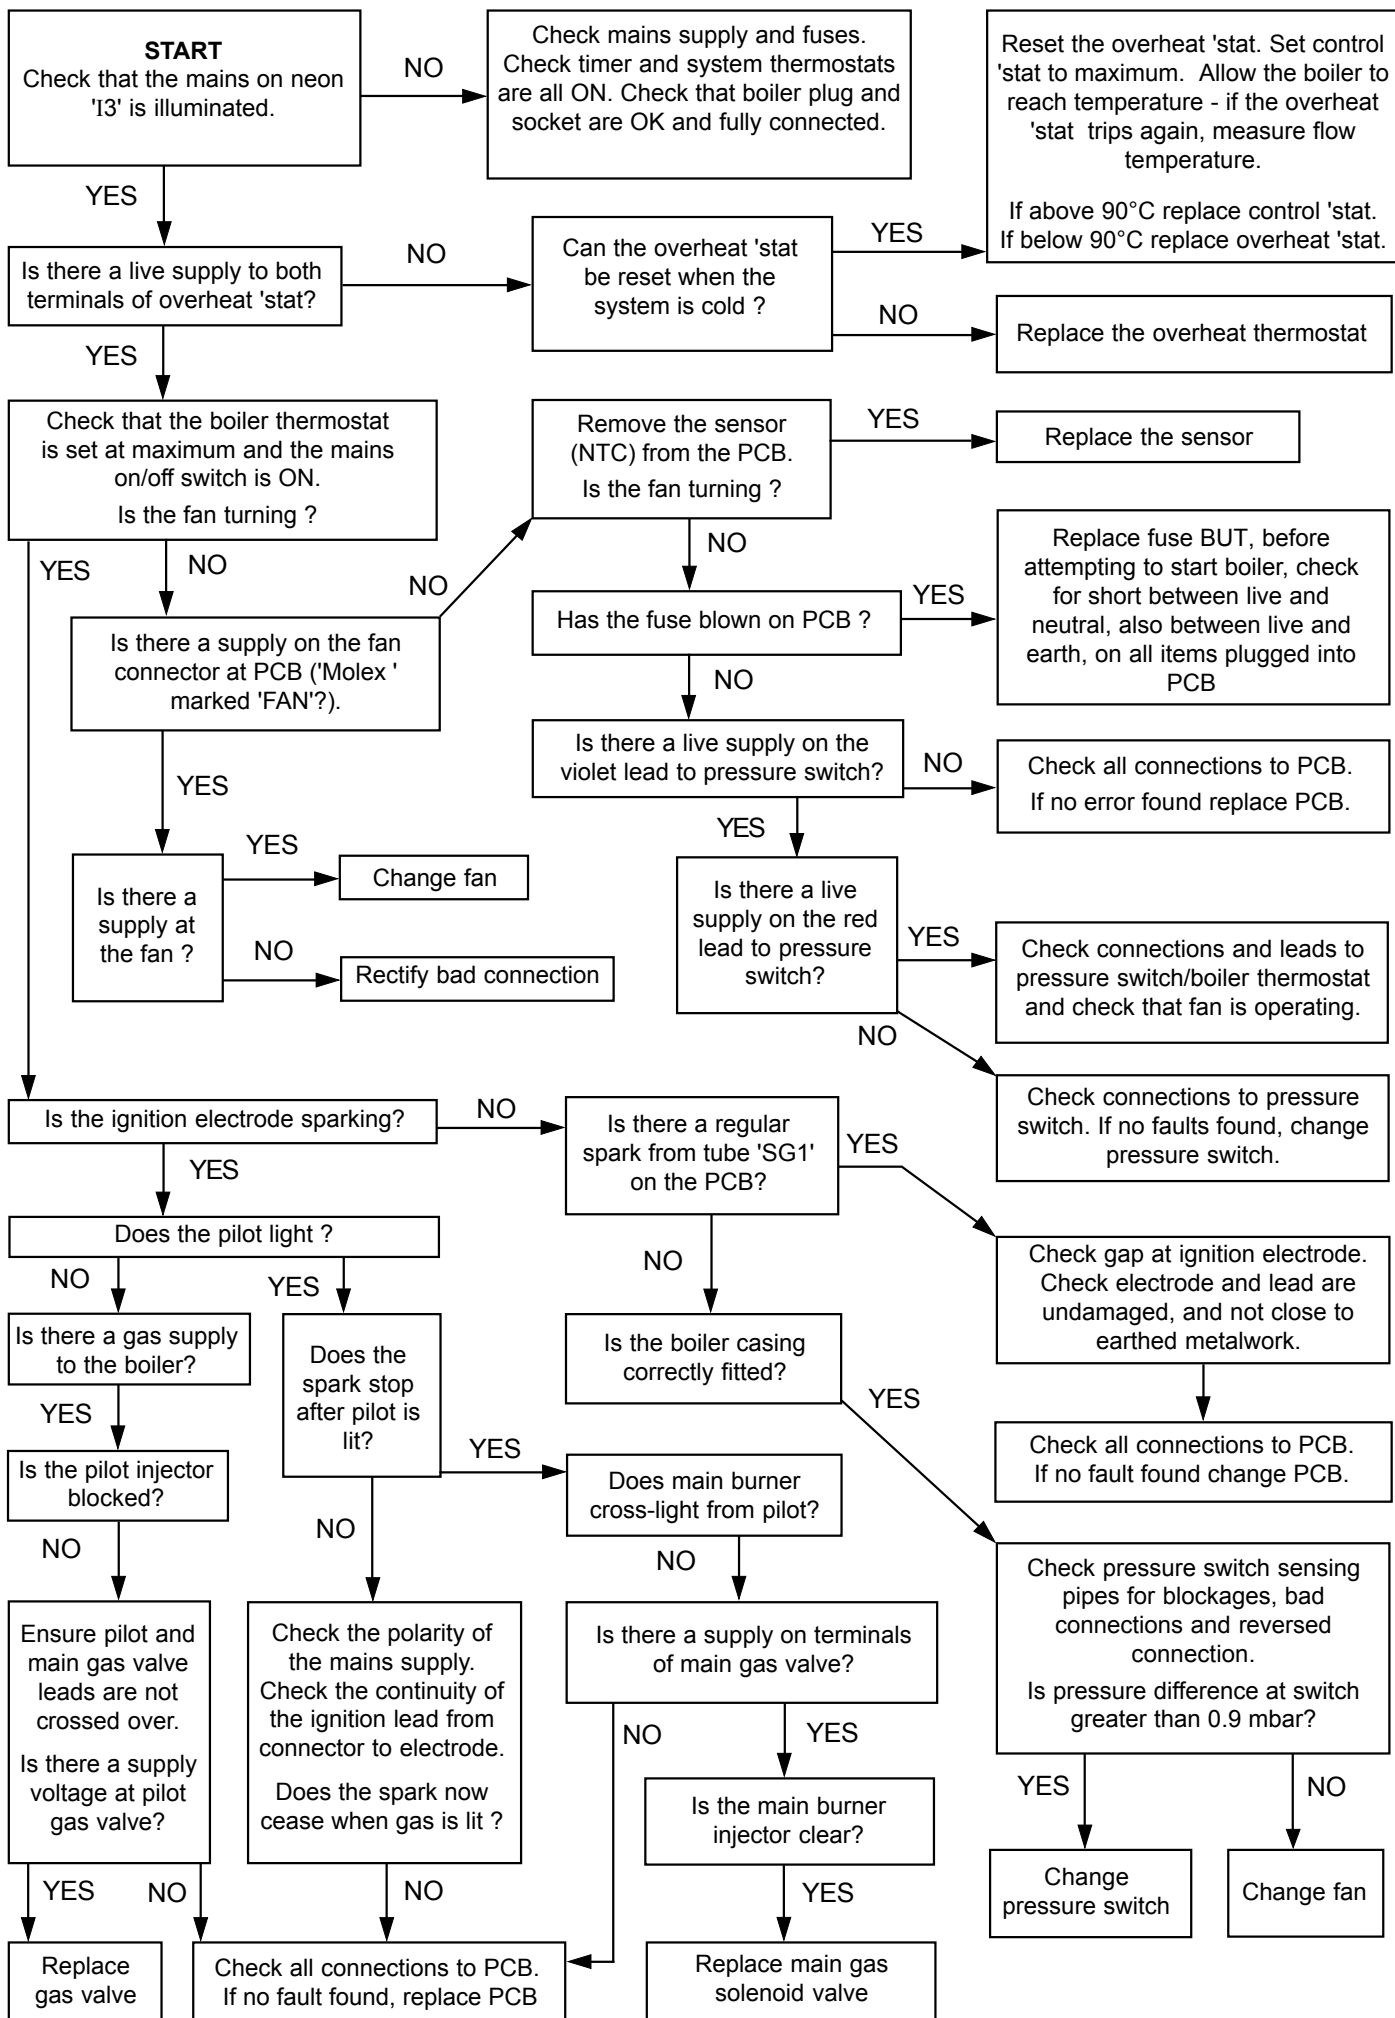 START
Check that the mains on neon
'I3' is illuminated.
NO
Check mains supply and fuses.
Check timer and system thermostats
are all ON. Check that boiler plug and
socket are OK and fully connected.
Reset the overheat 'stat. Set control
'stat to maximum. Allow the boiler to
reach temperature - if the overheat
'stat trips again, measure flow
temperature.
If above 90°C replace control 'stat.
If below 90°C replace overheat 'stat.
YES
Is there a live supply to both
terminals of overheat 'stat?
NO
Can the overheat 'stat
be reset when the
system is cold ?
YES
NO
Replace the overheat thermostat
YES
Check that the boiler thermostat
is set at maximum and the mains
on/off switch is ON.
Is the fan turning ?
Remove the sensor
(NTC) from the PCB.
Is the fan turning ?
YES
Replace the sensor
YES
NO
NO
NO
Is there a supply on the fan
connector at PCB ('Molex '
marked 'FAN'?).
Has the fuse blown on PCB ?
YES
Replace fuse BUT, before
attempting to start boiler, check
for short between live and
neutral, also between live and
earth, on all items plugged into
PCB
NO
Is there a live supply on the
violet lead to pressure switch?
NO
Check all connections to PCB.
If no error found replace PCB.
YES
YES
Is there a
supply at
the fan ?
YES
Change fan
NO
Rectify bad connection
Is there a live
supply on the red
lead to pressure
switch?
YES
Check connections and leads to
pressure switch/boiler thermostat
and check that fan is operating.
NO
Check connections to pressure
switch. If no faults found, change
pressure switch.
Is the ignition electrode sparking?
NO
Is there a regular
spark from tube 'SG1'
on the PCB?
YES
YES
Does the pilot light ?
NO
Check gap at ignition electrode.
Check electrode and lead are
undamaged, and not close to
earthed metalwork.
NO
YES
Is there a gas supply
to the boiler?
Does the
spark stop
after pilot is
lit?
Is the boiler casing
correctly fitted?
YES
Check all connections to PCB.
If no fault found change PCB.
YES
Is the pilot injector
blocked?
YES
Does main burner
cross-light from pilot?
NO
NO
NO
Check pressure switch sensing
pipes for blockages, bad
connections and reversed
connection.
Is pressure difference at switch
greater than 0.9 mbar?
Ensure pilot and
main gas valve
leads are not
crossed over.
Is there a supply
voltage at pilot
gas valve?
Check the polarity of
the mains supply.
Check the continuity of
the ignition lead from
connector to electrode.
Does the spark now
cease when gas is lit ?
Is there a supply on terminals
of main gas valve?
NO
YES
YES
NO
Is the main burner
injector clear?
Change
pressure switch
Change fan
YES
NO
NO
YES
Replace
gas valve
Check all connections to PCB.
If no fault found, replace PCB
Replace main gas
solenoid valve